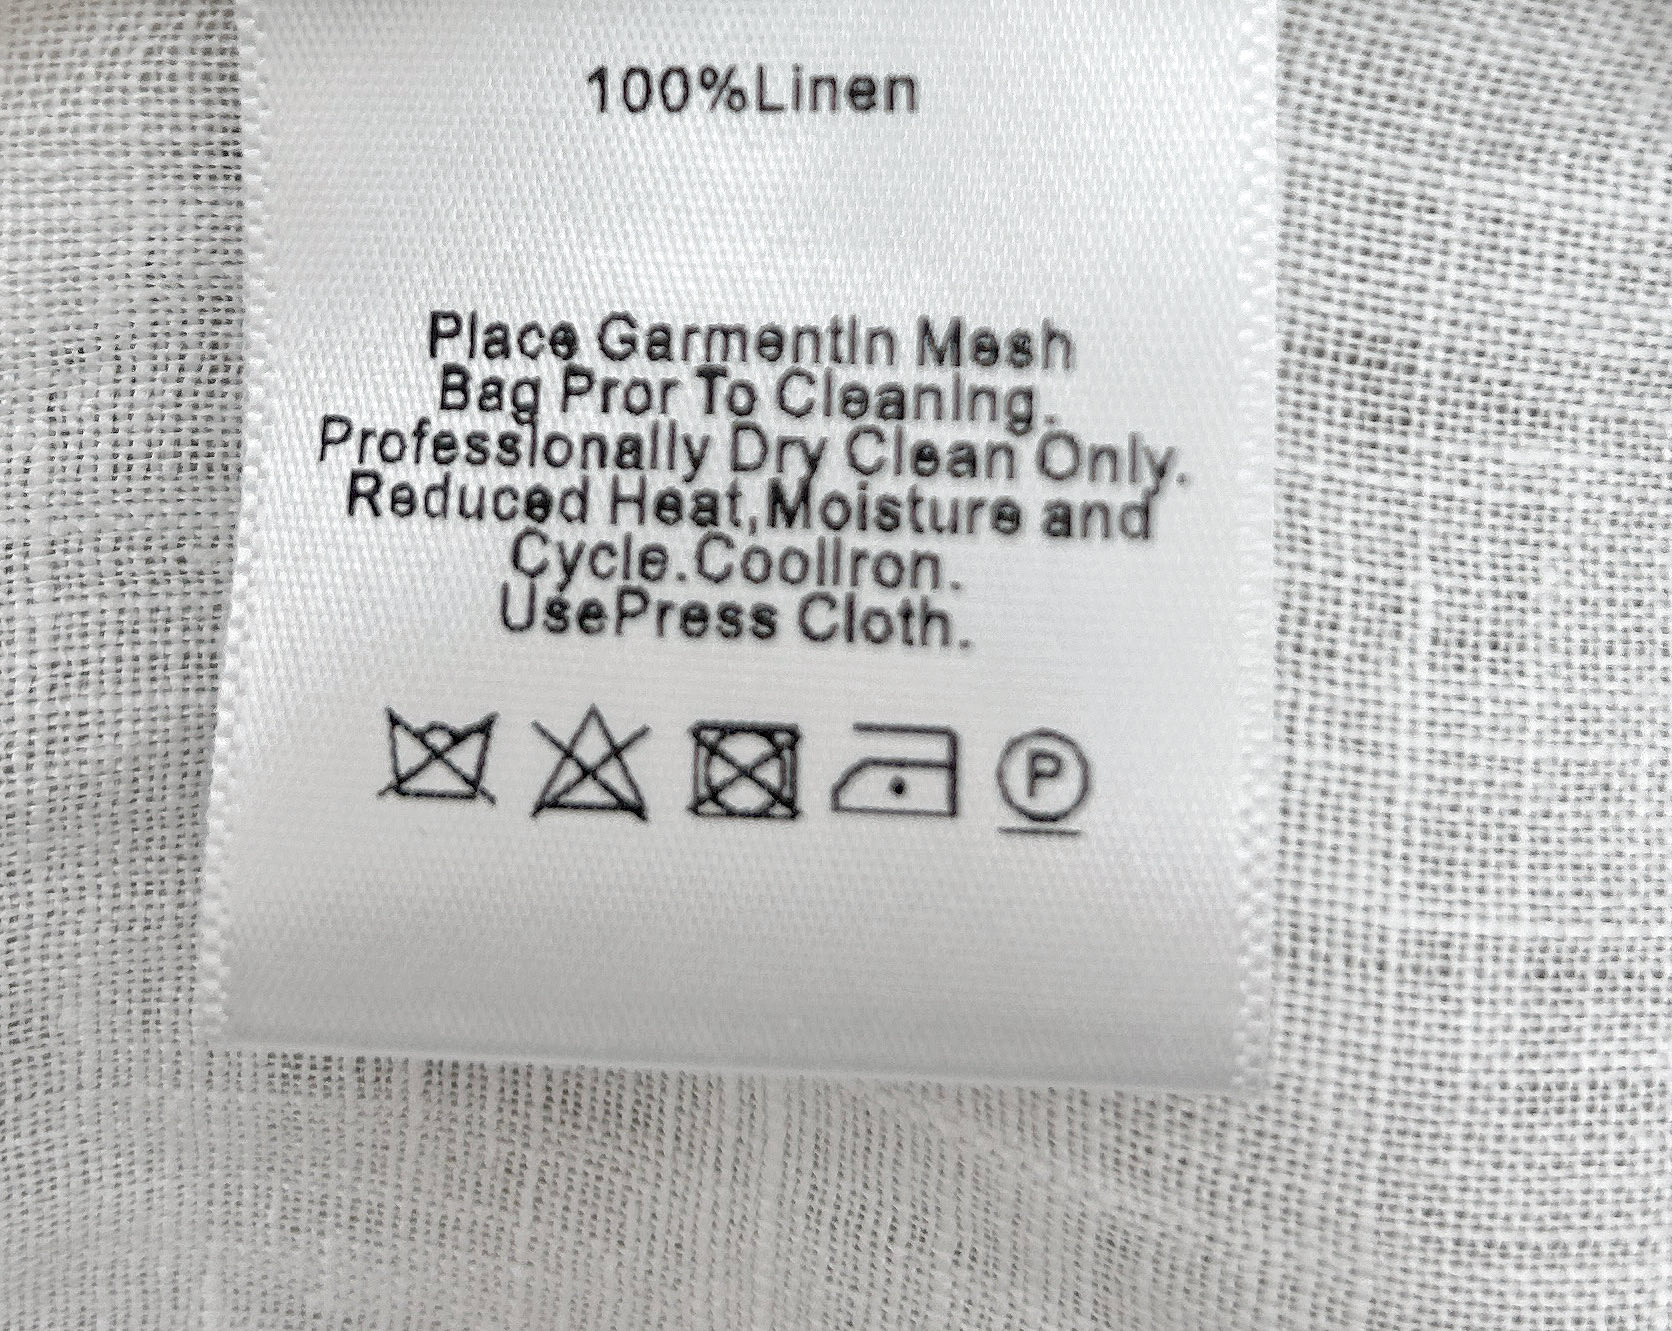 100%Linen
Place GarmentIn Mesh
Bag Pror To Cleaning.
Professionally Dry Clean Only.
Reduced Heat,Moisture and
Cycle.CoolIron.
UsePress Cloth.
P